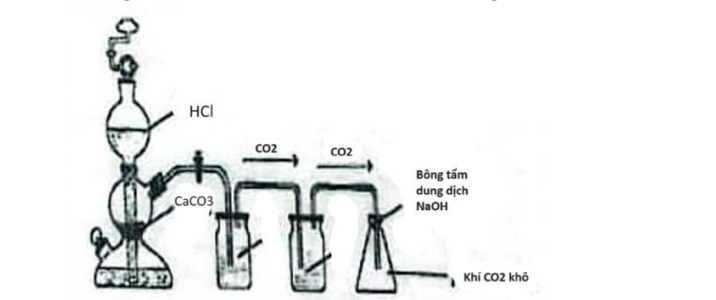 HCl
CO2
CO2
Bông tẩm
dung dịch
NaOH
CaCO3
Khí CO2 khô